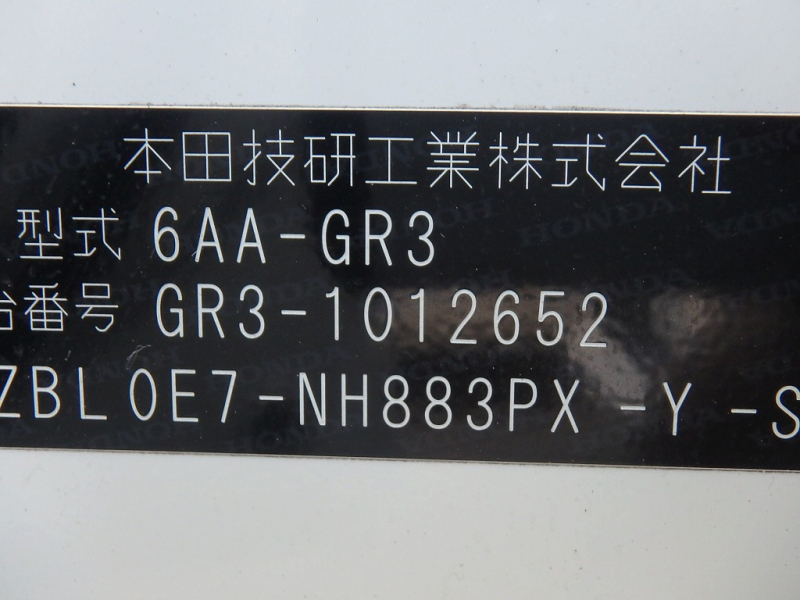 本田技研工業株式会社
型式 6AA-GR3
台番号 GR3-1012652
ZBL0E7-NH883PX -Y -S